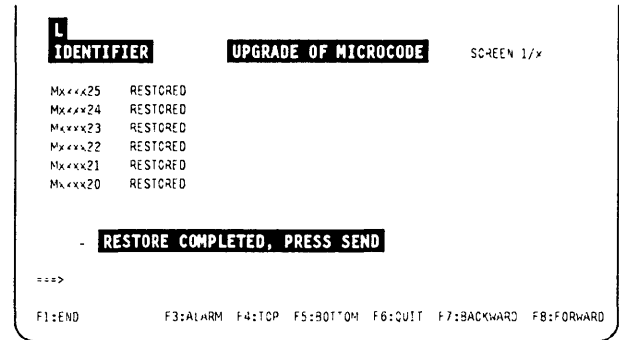 L
IDENTIFIER UPGRADE OF MICROCODE SCREEN 1/x
Mxxxx25 RESTORED
Mxxxx24 RESTORED
Mxxxx23 RESTORED
Mxxxx22 RESTORED
Mxxxx21 RESTORED
Mxxxx20 RESTORED
- RESTORE COMPLETED, PRESS SEND
===>
F1:END F3:ALARM F4:TOP F5:BOTTOM F6:QUIT F7:BACKWARD F8:FORWARD